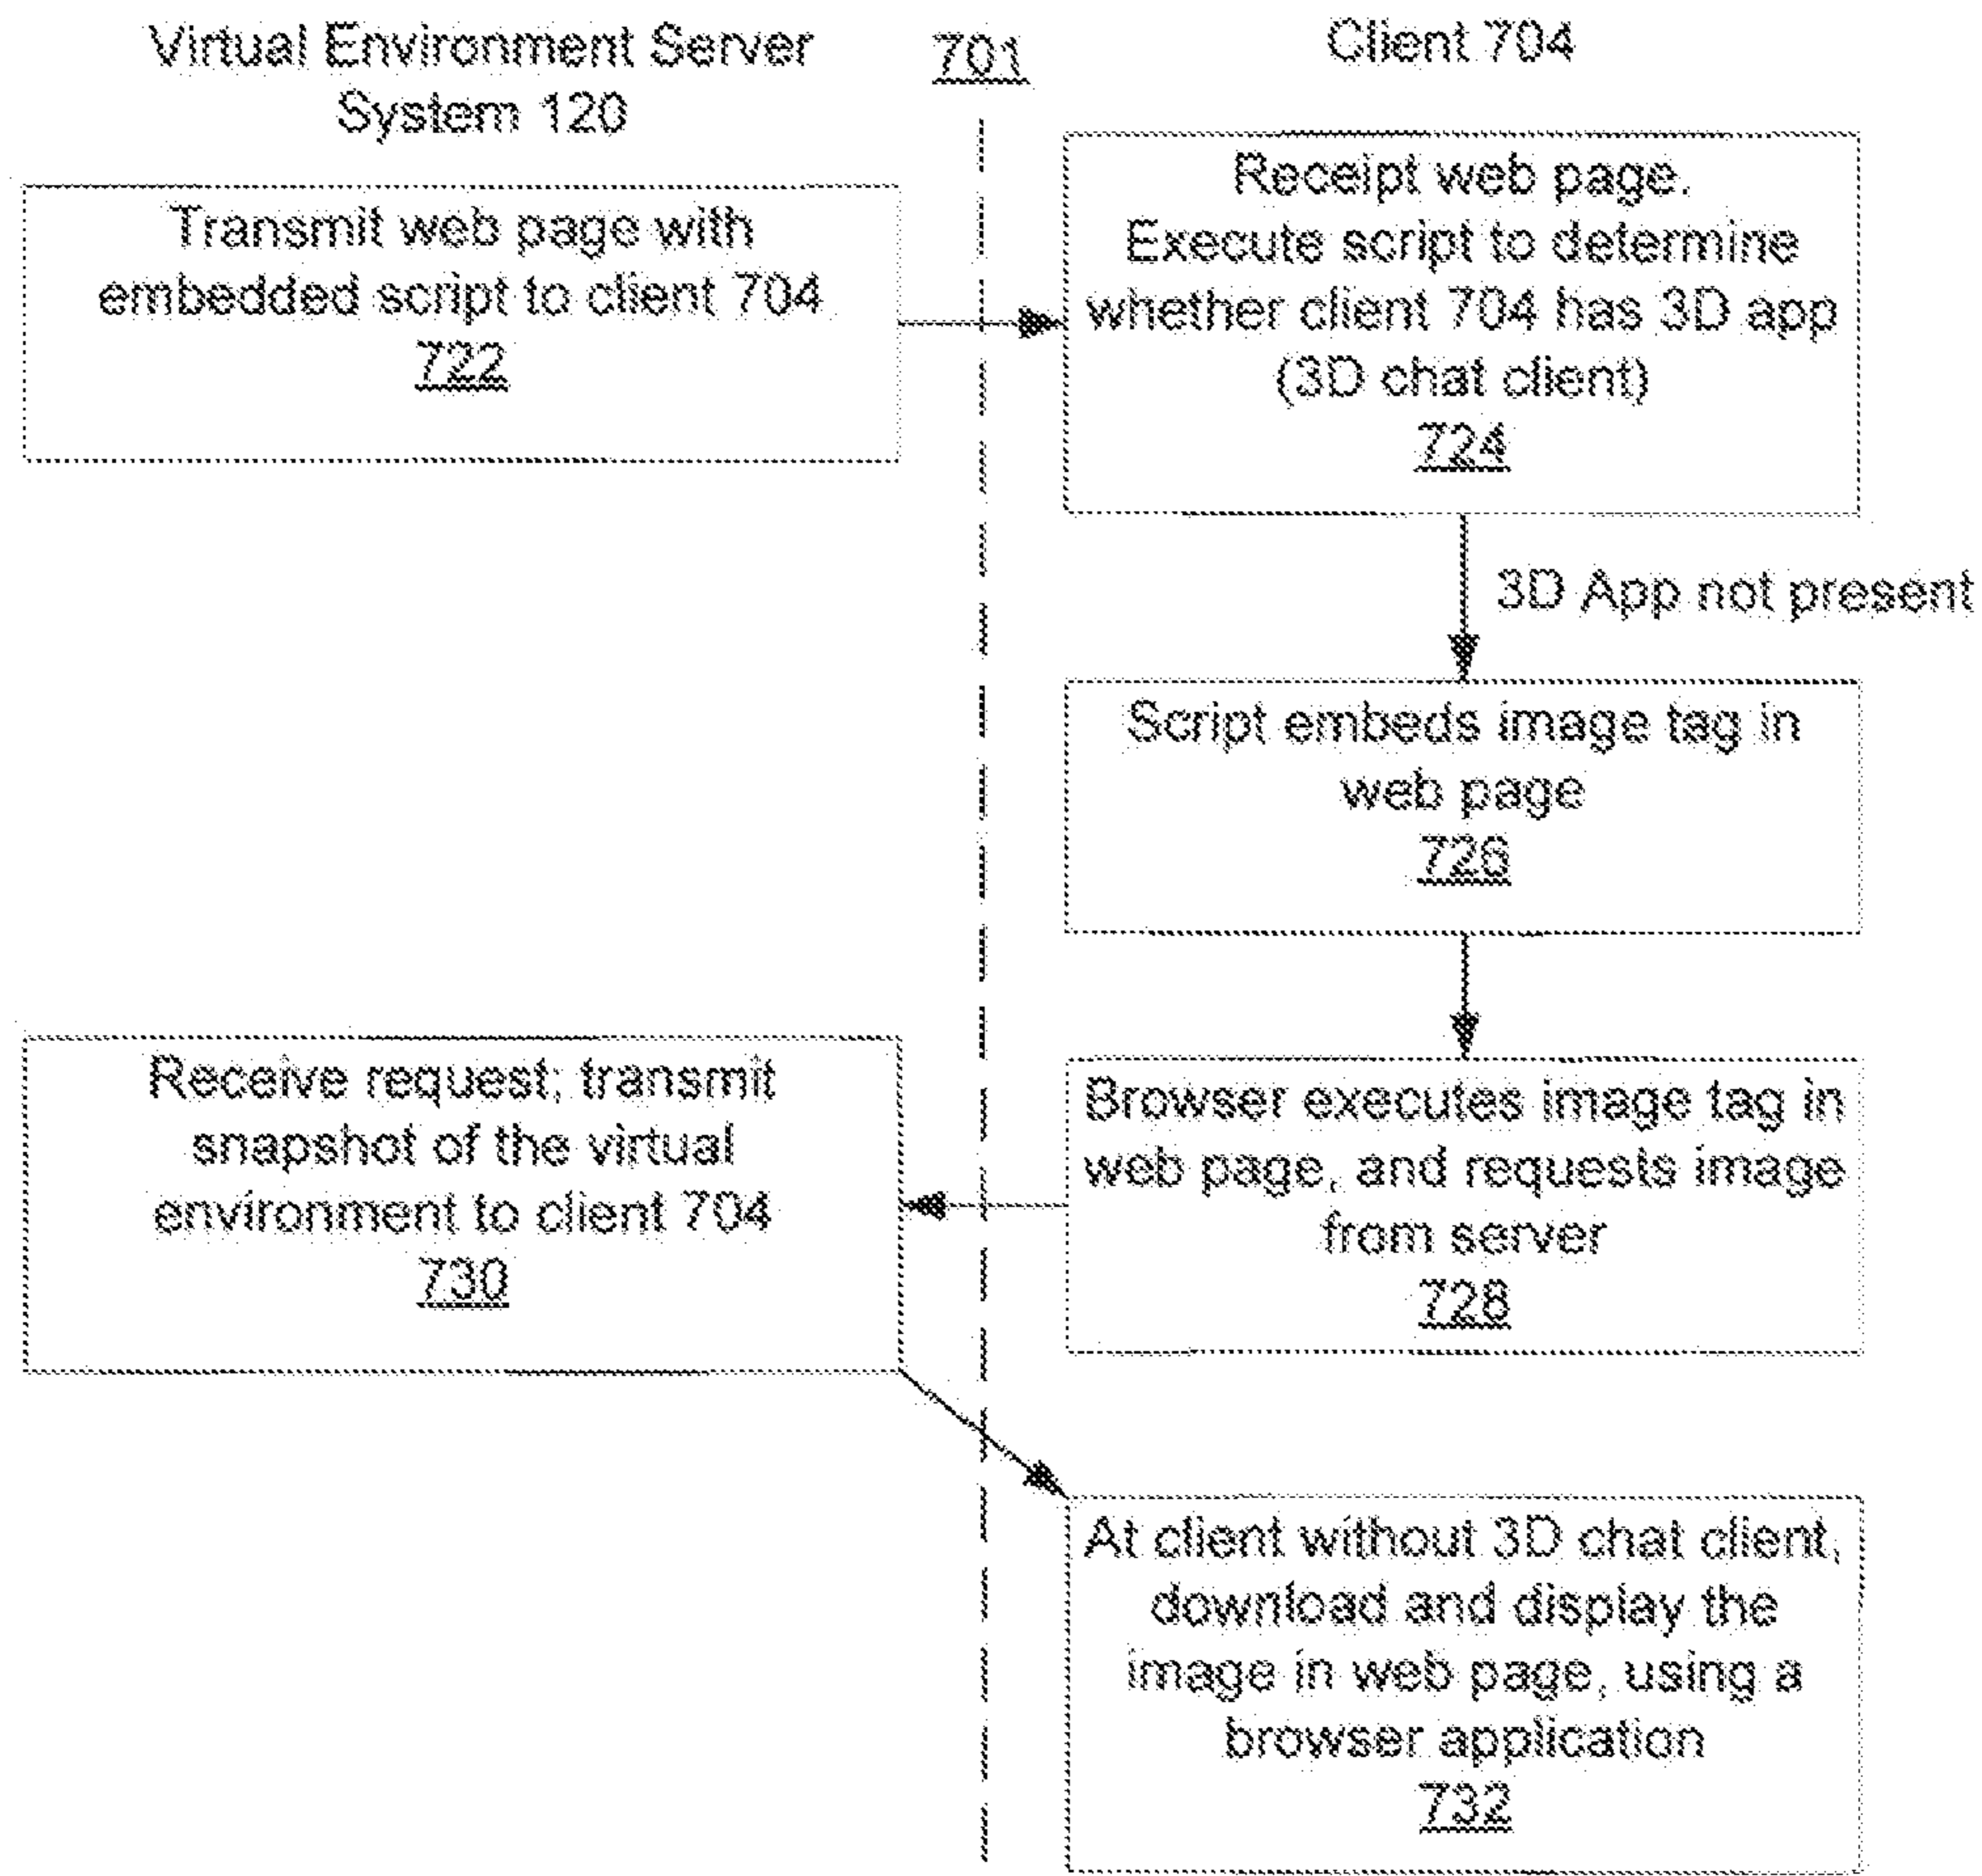 Virtual Environment Server
System 120
701
Client 704
Transmit web page with
embedded script to client 704
722
Receipt web page.
Execute script to determine
whether client 704 has 3D app
(3D chat client)
724
3D App not present
Script embeds image tag in
web page
726
Browser executes image tag in
web page, and requests image
from server
728
Receive request; transmit
snapshot of the virtual
environment to client 704
730
At client without 3D chat client,
download and display the
image in web page, using a
browser application
732